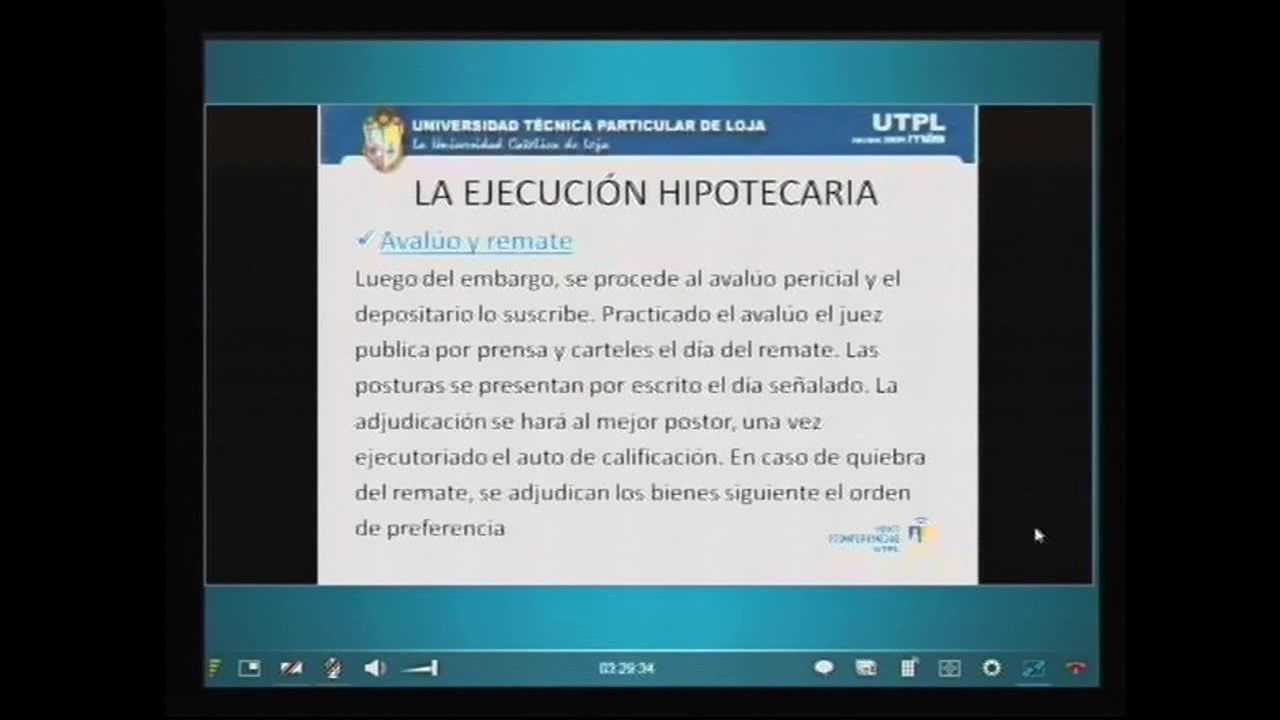 UNIVERSIDAD TÉCNICA PARTICULAR DE LOJA
La Universidad Católica de Loja
UTPL
LA EJECUCIÓN HIPOTECARIA
✓ Avalúo y remate
Luego del embargo, se procede al avalúo pericial y el
depositario lo suscribe. Practicado el avalúo el juez
publica por prensa y carteles el día del remate. Las
posturas se presentan por escrito el día señalado. La
adjudicación se hará al mejor postor, una vez
ejecutoriado el auto de calificación. En caso de quiebra
del remate, se adjudican los bienes siguiente el orden
de preferencia
CONFERENCIAS
UTPL
03:29:34